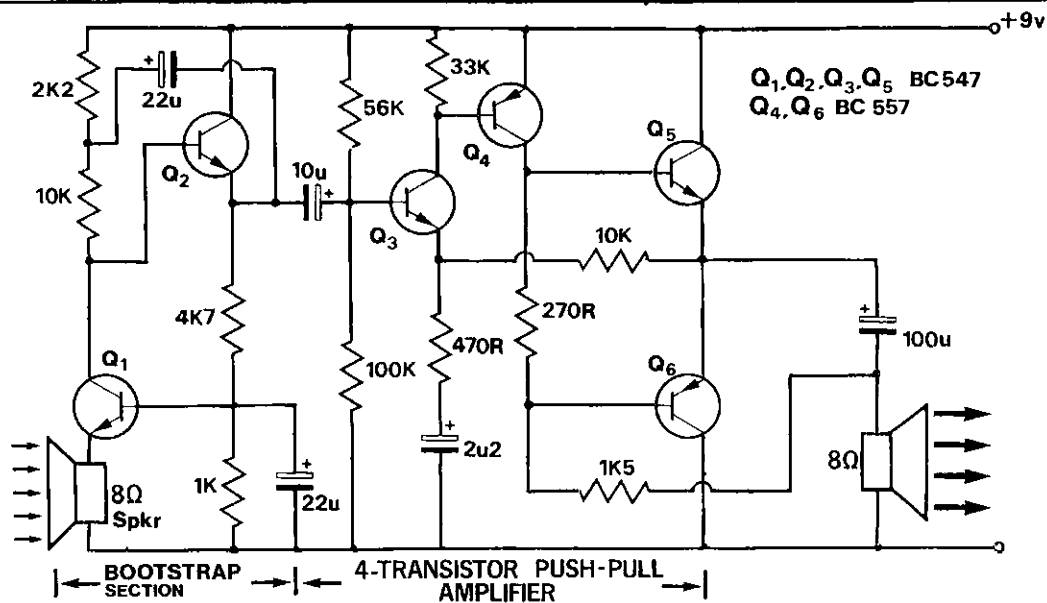 +9v
2K2
22u
Q2
10K
4K7
Q1
8Ω
Spkr
1K
22u
10u
56K
100K
33K
Q3
Q4
470R
2u2
270R
10K
1K5
Q5
Q6
100u
8Ω
Q1, Q2, Q3, Q5 BC547
Q4, Q6 BC 557
BOOTSTRAP
SECTION
4-TRANSISTOR PUSH-PULL
AMPLIFIER